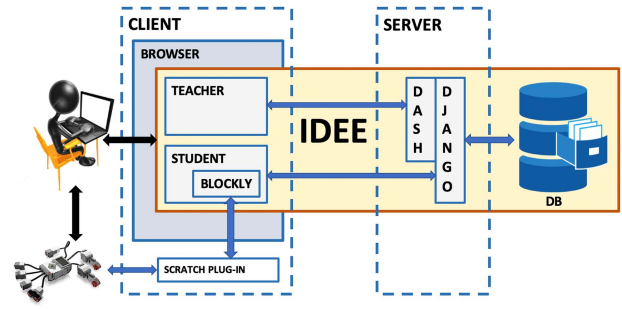 CLIENT
SERVER
BROWSER
TEACHER
IDEE
STUDENT
BLOCKLY
DASH
DJANGO
DB
SCRATCH PLUG-IN